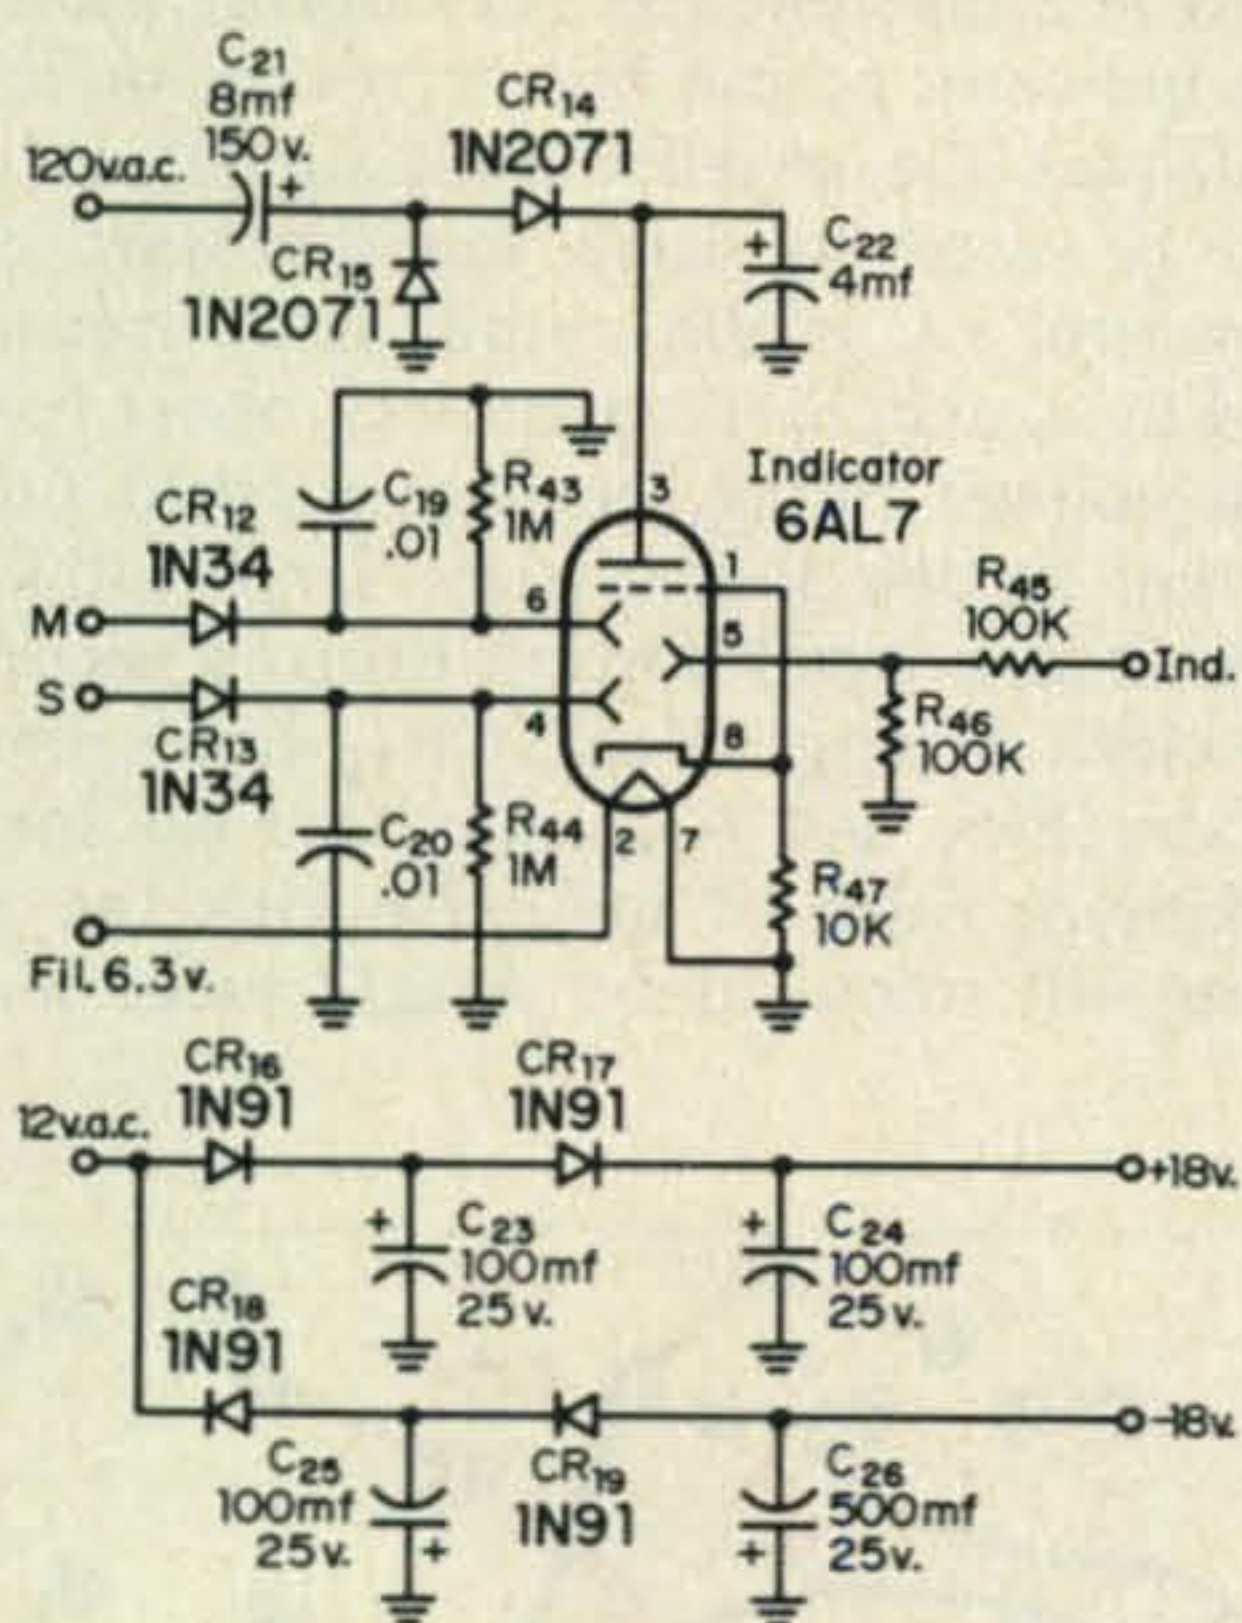 C21
8mf
150v.
120v.a.c.
+
CR14
1N2071
CR15
1N2071
+
C22
4mf
C19
.01
R43
1M
CR12
1N34
M
S
CR13
1N34
C20
.01
R44
1M
Fil.6.3v.
Indicator
6AL7
3
1
6
5
4
8
2
7
R45
100K
Ind.
R46
100K
R47
10K
12v.a.c.
CR16
1N91
CR17
1N91
+18v.
+
C23
100mf
25v.
+
C24
100mf
25v.
CR18
1N91
-18v.
C25
100mf
25v.
+
CR19
1N91
C26
500mf
25v.
+